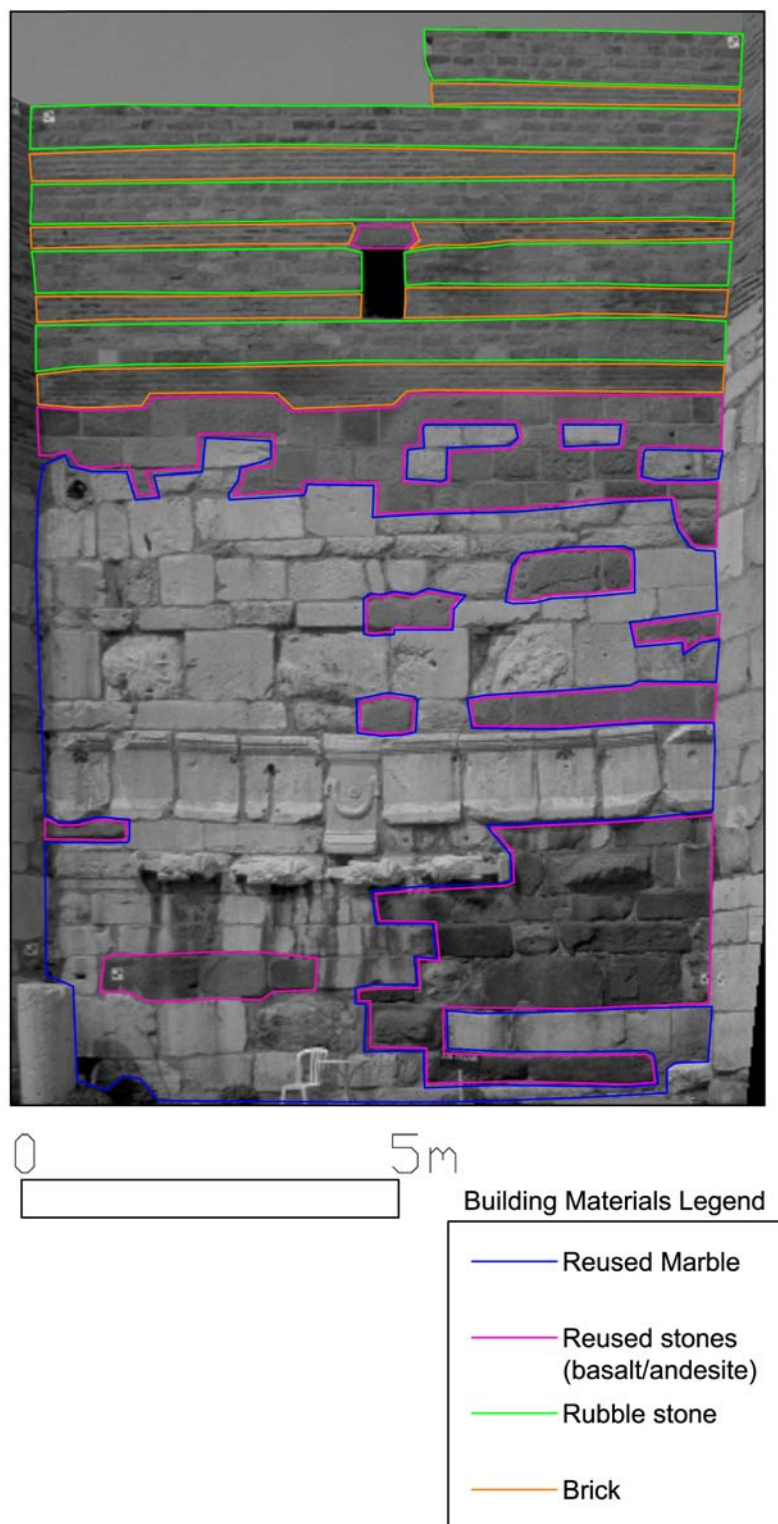 0 5m
Building Materials Legend
Reused Marble
Reused stones
(basalt/andesite)
Rubble stone
Brick